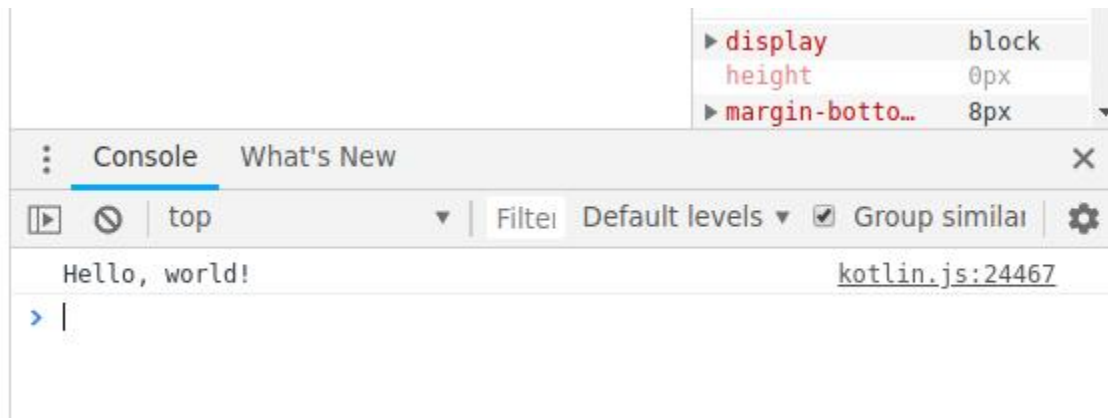 display block
height 0px
margin-botto… 8px
Console What's New
top Filter Default levels Group similar
Hello, world! kotlin.js:24467
>